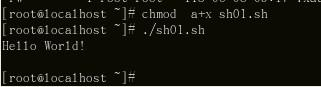 [root@localhost ~]# chmod  a+x sh01.sh
[root@localhost ~]# ./sh01.sh
Hello World!
[root@localhost ~]#